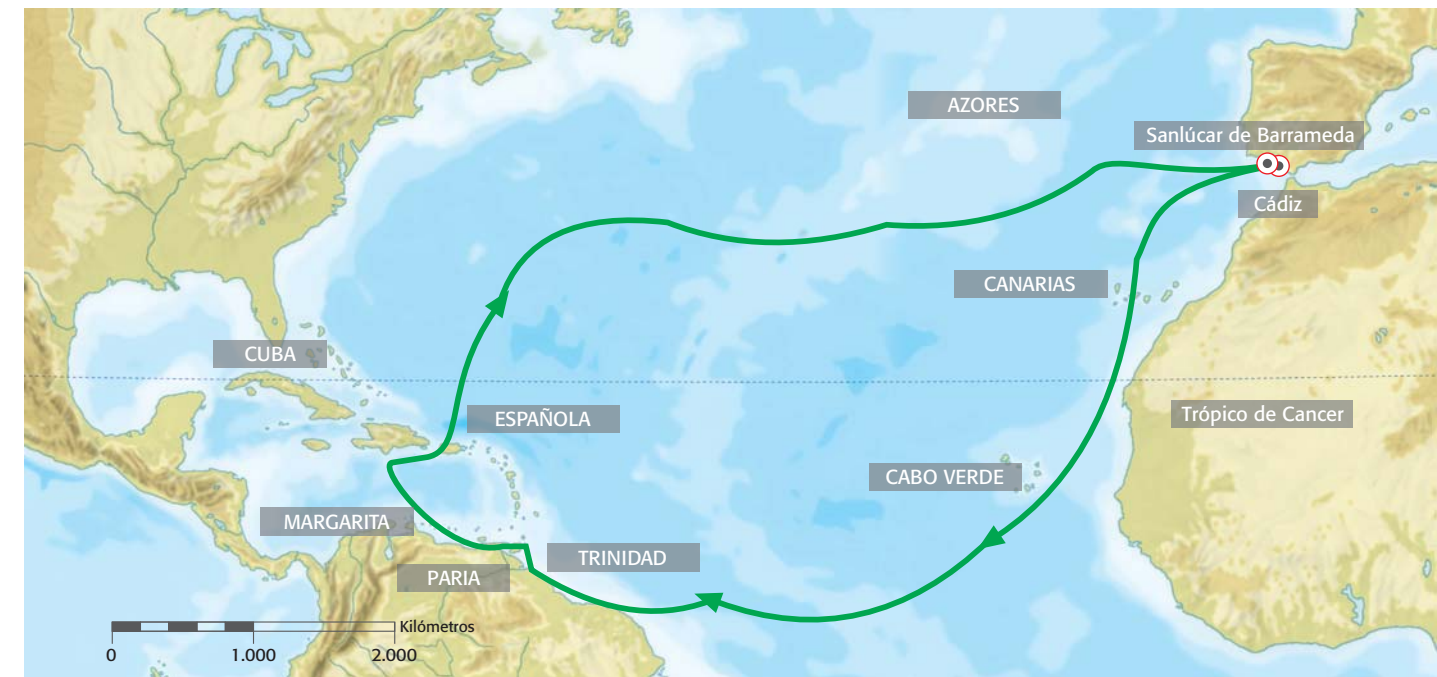 AZORES
Sanlúcar de Barrameda
Cádiz
CANARIAS
CUBA
Trópico de Cancer
ESPAÑOLA
CABO VERDE
MARGARITA
TRINIDAD
PARIA
Kilómetros
0 1.000 2.000